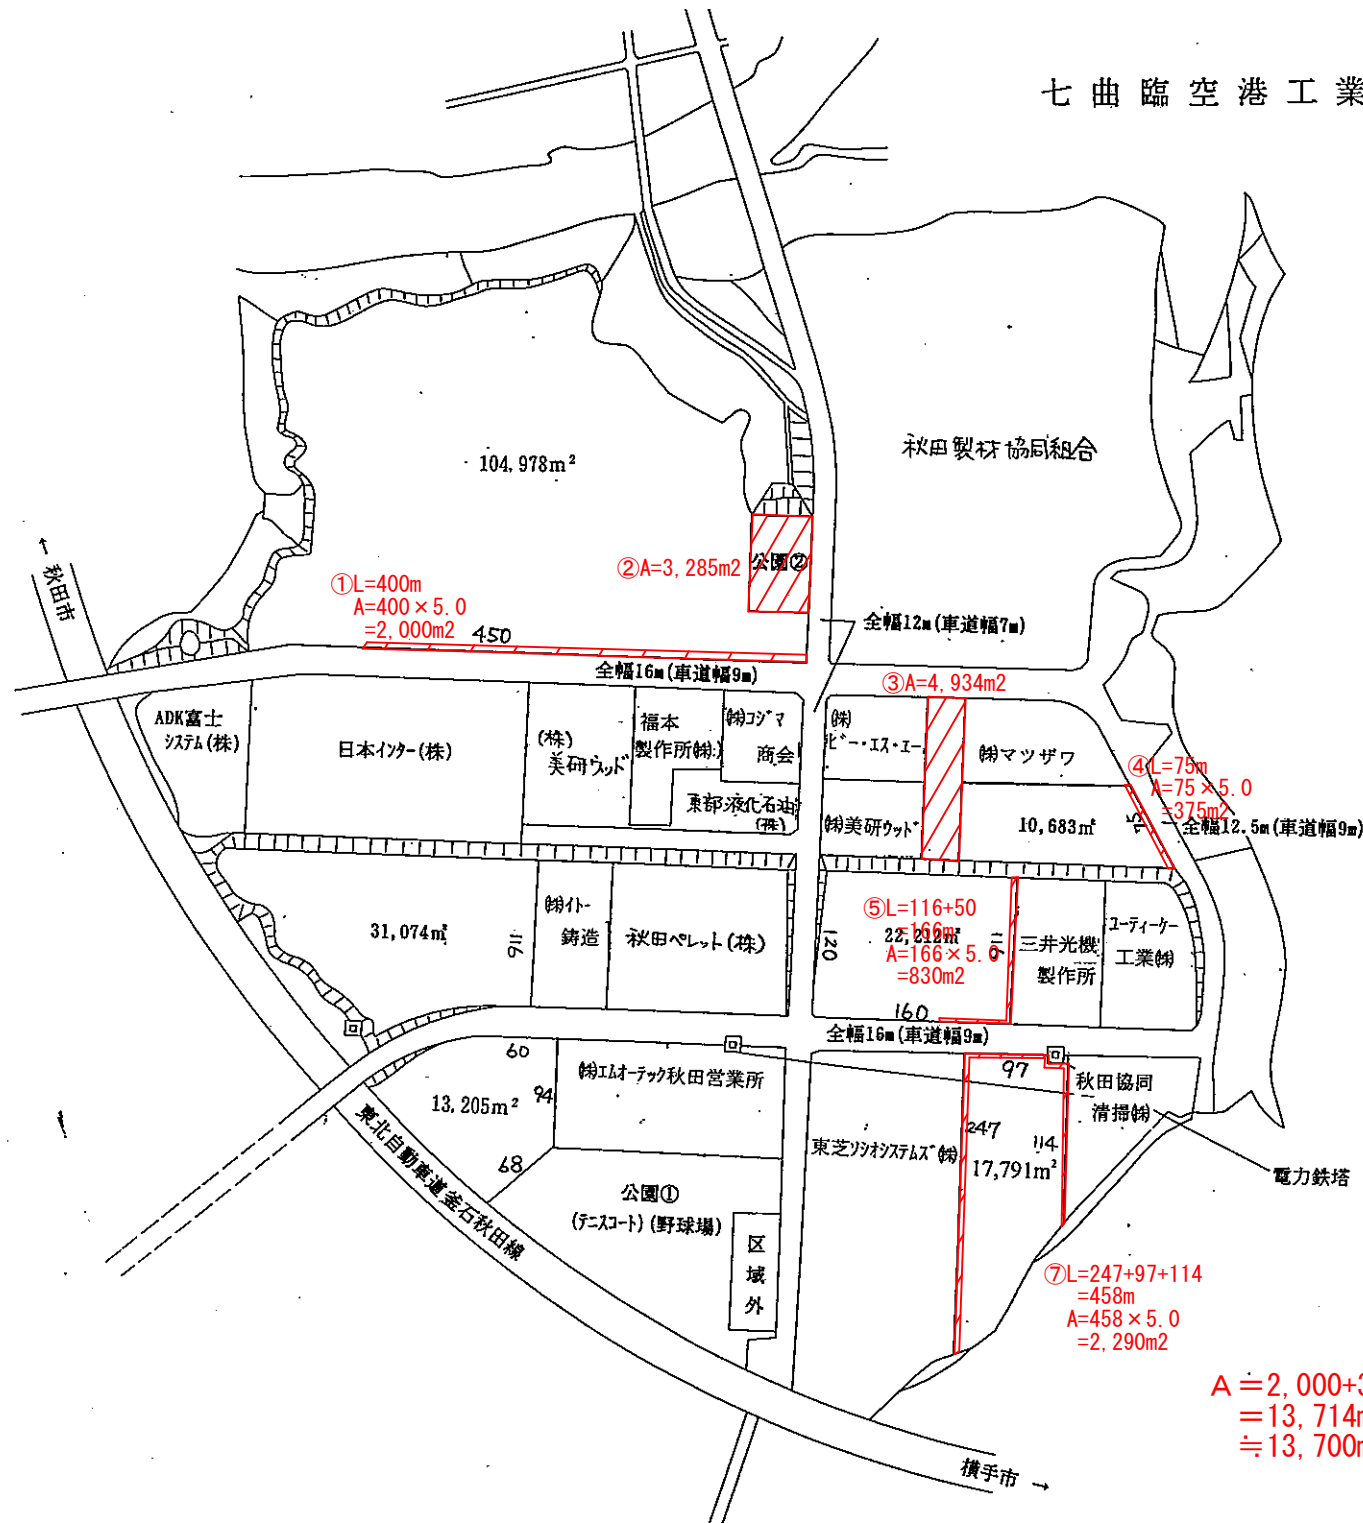 七曲臨空港工業
秋田製材協同組合
104,978m²
②A=3,285m2
公園②
①L=400m
A=400×5.0
=2,000m2
450
← 秋田市
全幅12m(車道幅7m)
全幅16m(車道幅9m)
③A=4,934m2
ADK富士
システム(株)
日本インター(株)
(株)
美研ウッド
福本
製作所(株)
(株)コジマ
商会
東部液化石油
(株)
(株)
ビー・エス・エー
(株)マツザワ
④L=75m
A=75×5.0
=375m2
75
全幅12.5m(車道幅9m)
(株)美研ウッド
10,683㎡
31,074㎡
116
(株)イトー
鋳造
秋田ペレット(株)
120
⑤L=116+50
=166m
A=166×5.0
=830m2
22,212㎡
116
160
三井光機
製作所
ユーティーケー
工業(株)
全幅16m(車道幅9m)
60
13,205m²
94
68
(株)エムオーテック秋田営業所
公園①
(テニスコート)(野球場)
区域外
東芝ソシオシステムズ(株)
97
247
114
17,791m²
秋田協同
清掃(株)
電力鉄塔
東北自動車道釜石秋田線
⑦L=247+97+114
=458m
A=458×5.0
=2,290m2
A=2,000+3
=13,714m
≒13,700m
横手市 →